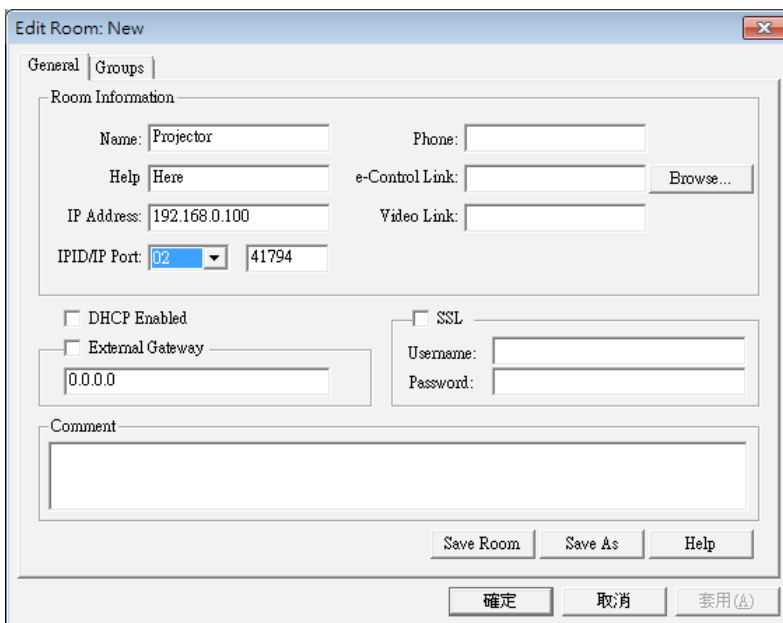 Edit Room: New
General Groups
Room Information
Name: Projector Phone:
Help Here e-Control Link: Browse...
IP Address: 192.168.0.100 Video Link:
IPID/IP Port: 02 41794
DHCP Enabled SSL
External Gateway Username:
0.0.0.0 Password:
Comment
Save Room Save As Help
確定 取消 套用(A)